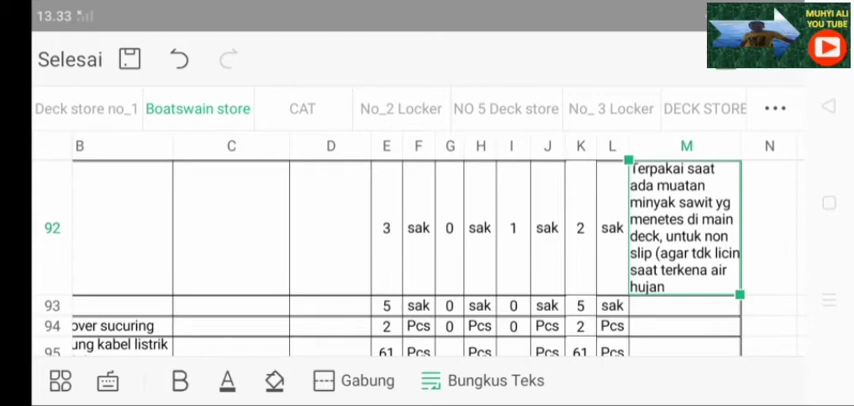 13.33
MUHYI ALI
YOU TUBE
Selesai
Deck store no_1 Boatswain store CAT No_2 Locker NO 5 Deck store No_ 3 Locker DECK STORE
B C D E F G H I J K L M N
92 3 sak 0 sak 1 sak 2 sak
Terpakai saat
ada muatan
minyak sawit yg
menetes di main
deck, untuk non
slip (agar tdk licin
saat terkena air
hujan
93 5 sak 0 sak 0 sak 5 sak
94 over sucuring 2 Pcs 0 Pcs 0 Pcs 2 Pcs
95 ung kabel listrik 61 Pcs Pcs Pcs 61 Pcs
B A Gabung Bungkus Teks